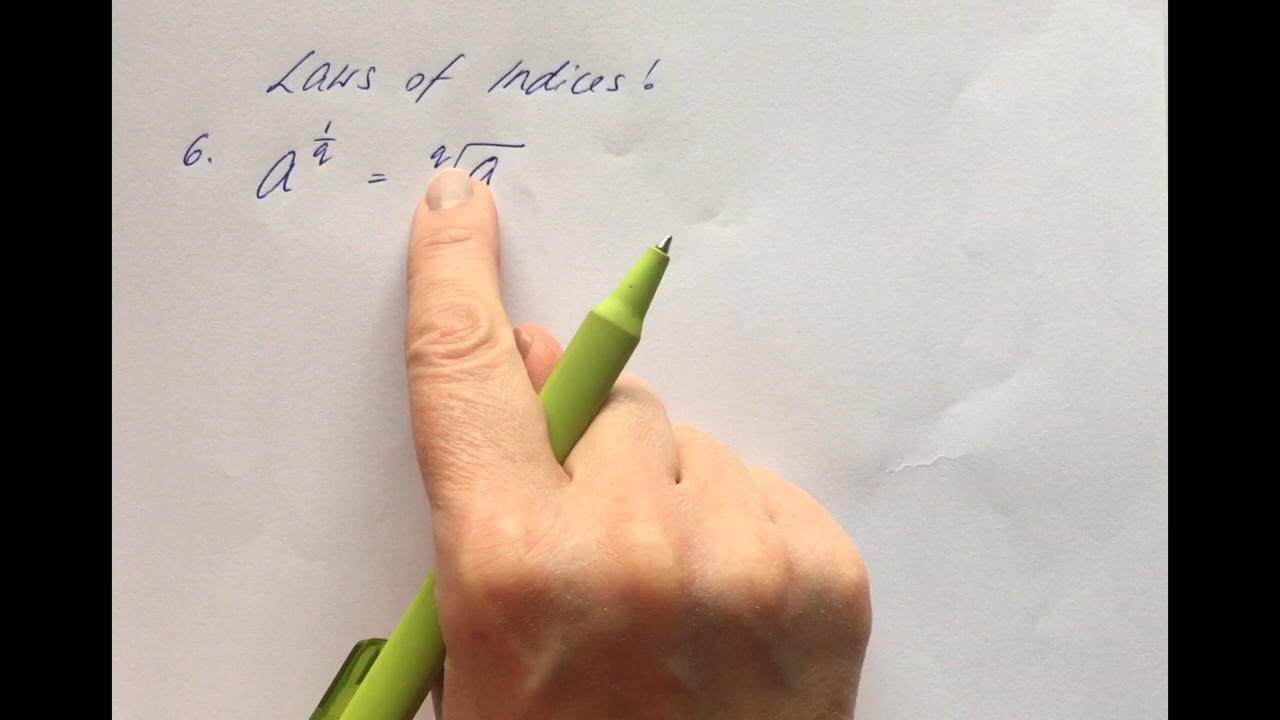 Laws of Indices!
6. a^(1/q) = q√a